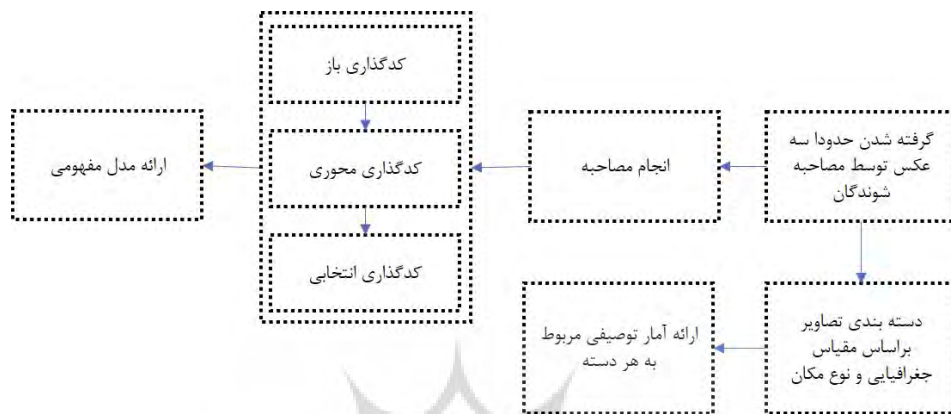 گرفته شدن حدودا سه
عکس توسط مصاحبه
شوندگان
انجام مصاحبه
کدگذاری باز
کدگذاری محوری
کدگذاری انتخابی
ارائه مدل مفهومی
دسته بندی تصاویر
براساس مقیاس
جغرافیایی و نوع مکان
ارائه آمار توصیفی مربوط
به هر دسته